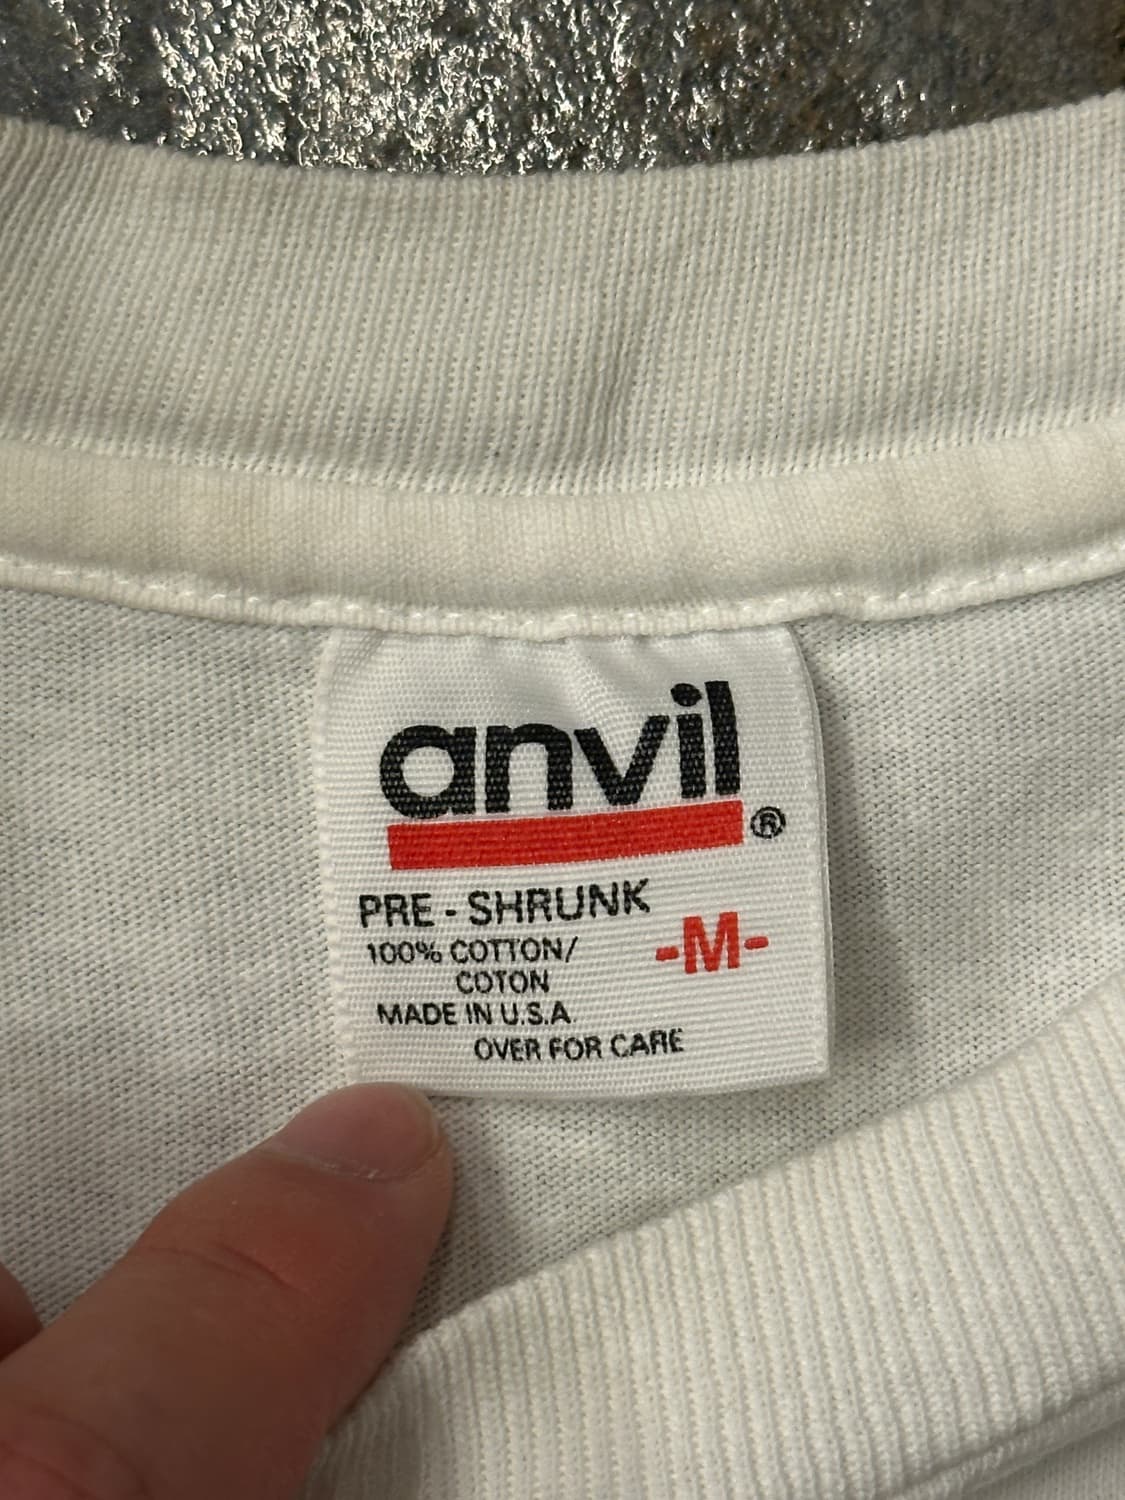 anvil®
PRE - SHRUNK
-M-
100% COTTON/
COTON
MADE IN U.S.A.
OVER FOR CARE